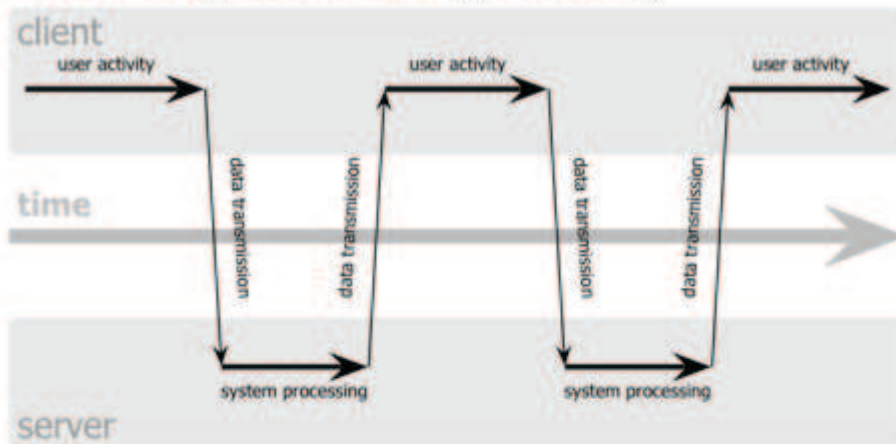 client
user activity
user activity
user activity
data transmission
data transmission
data transmission
data transmission
time
system processing
system processing
server